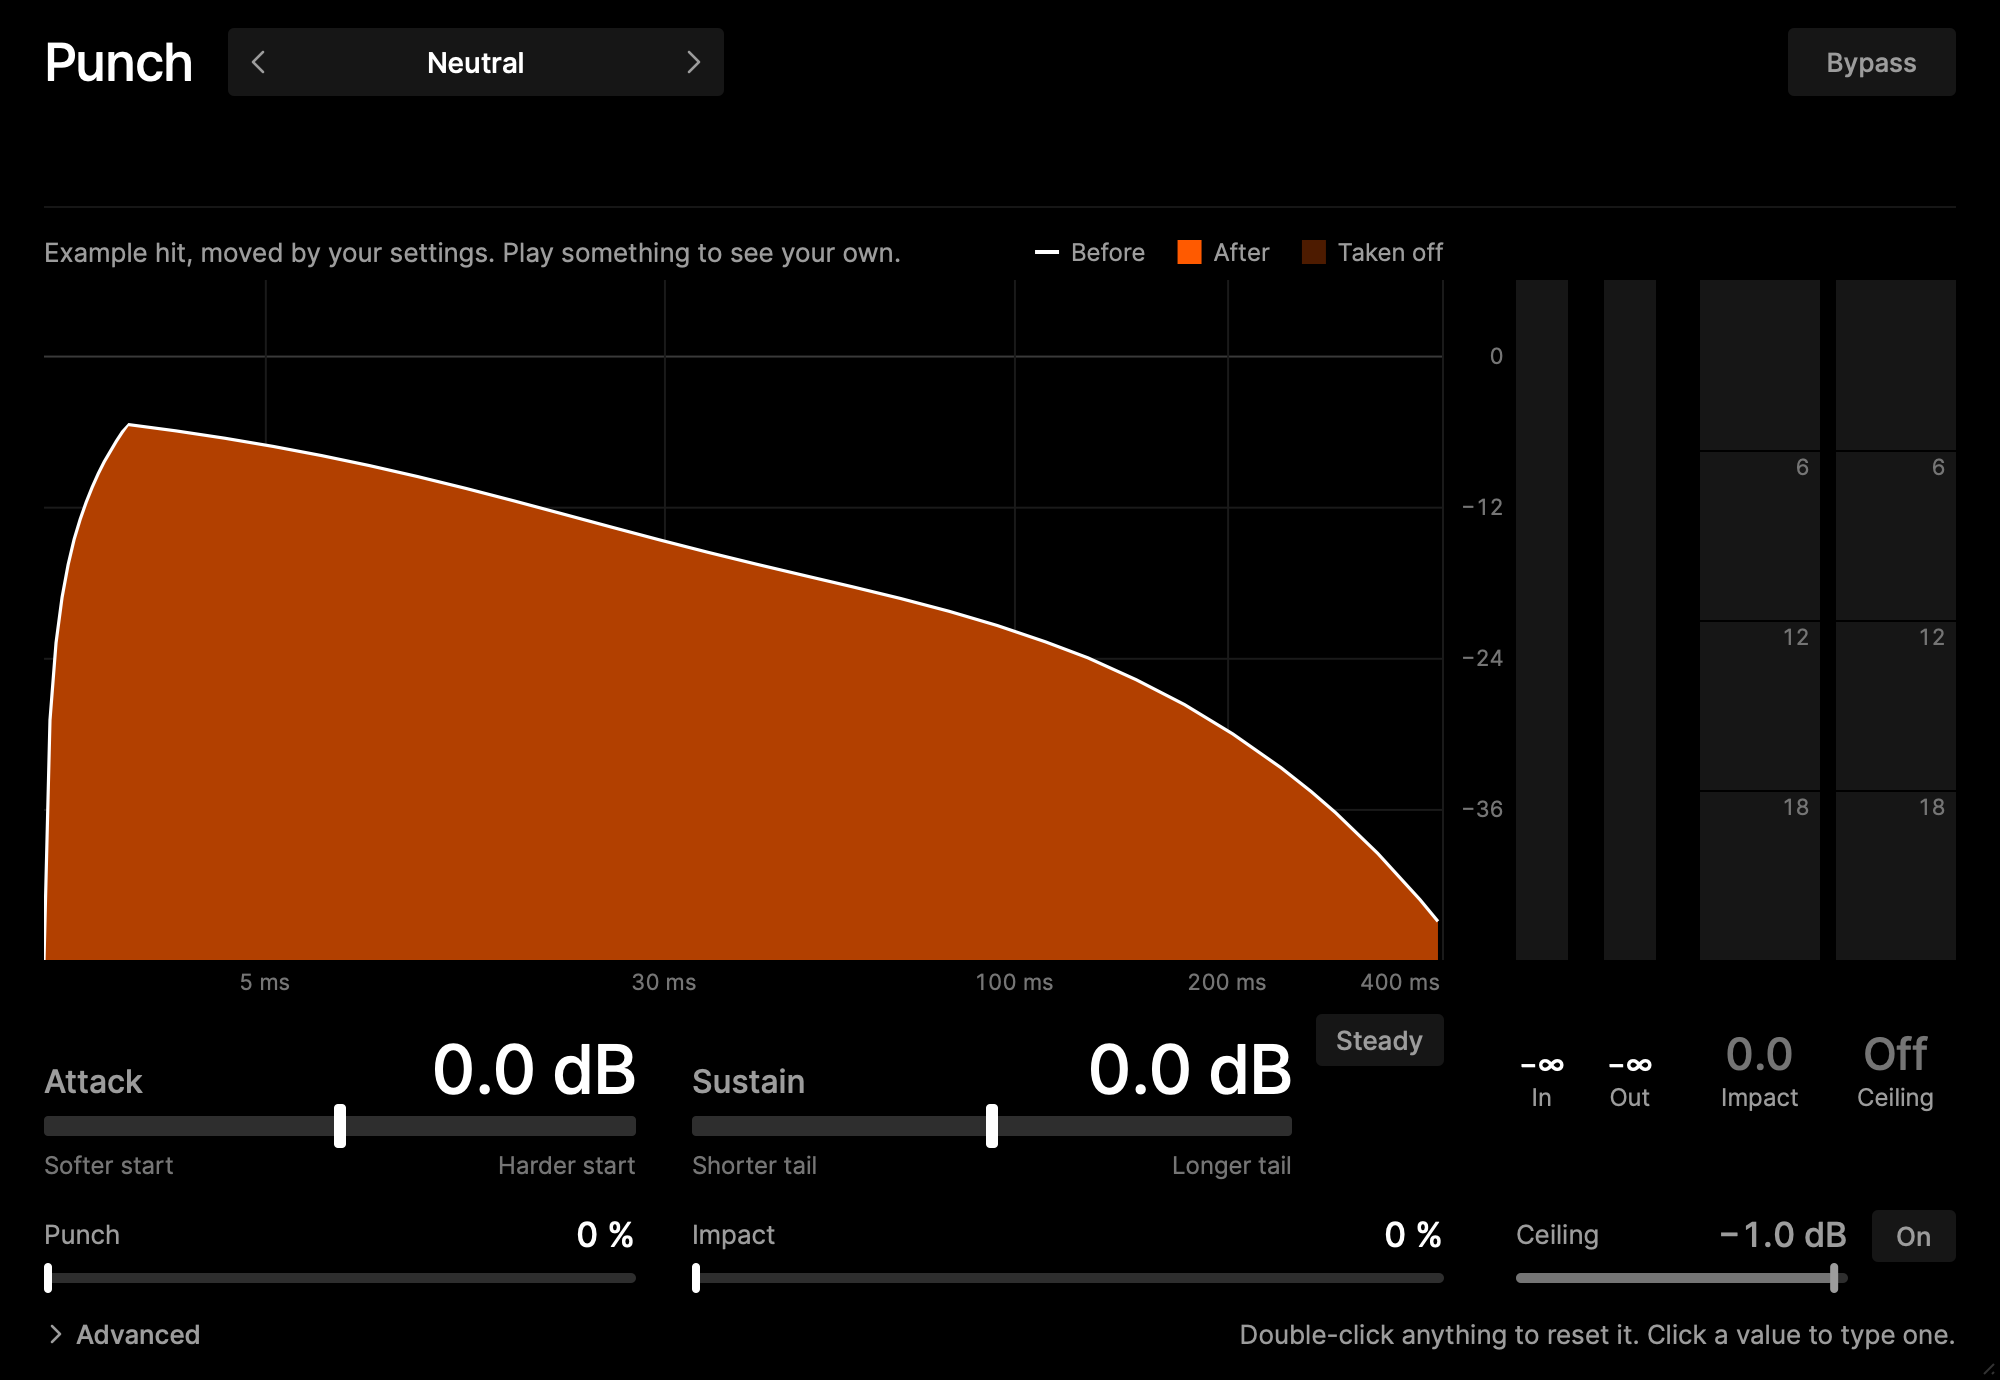 Punch
Neutral
Bypass
Example hit, moved by your settings. Play something to see your own.
Before
After
Taken off
0
−12
−24
−36
6
6
12
12
18
18
5 ms
30 ms
100 ms
200 ms
400 ms
Attack
0.0 dB
Softer start
Harder start
Sustain
0.0 dB
Steady
Shorter tail
Longer tail
−∞
In
−∞
Out
0.0
Impact
Off
Ceiling
Punch
0 %
Impact
0 %
Ceiling
−1.0 dB
On
Advanced
Double-click anything to reset it. Click a value to type one.